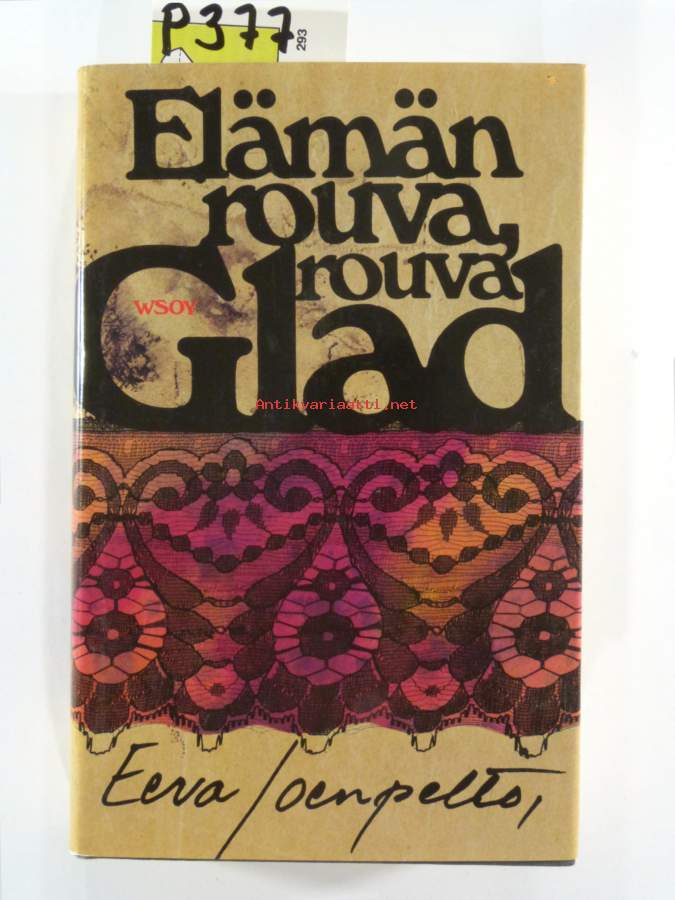 P377
293
Elämän
rouva,
rouva
WSOY
Glad
Antikvariaatti.net
Eeva Joenpelto,